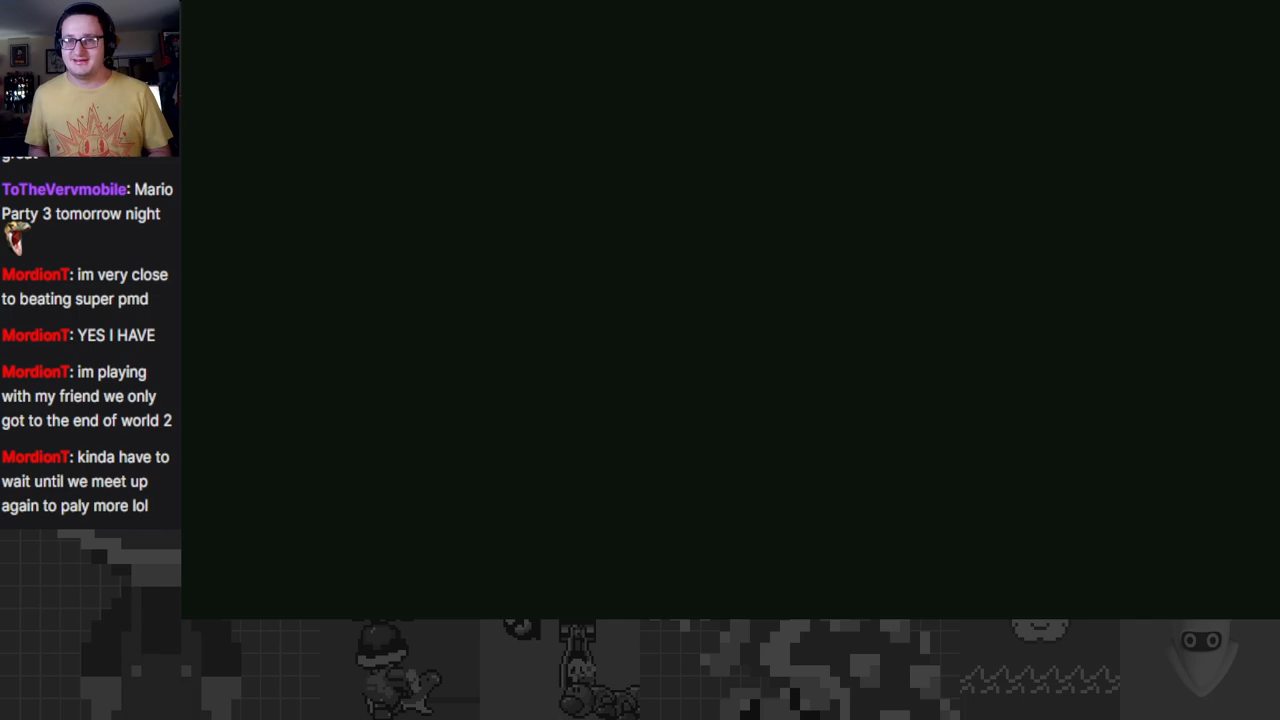 great
ToTheVervmobile: Mario
Party 3 tomorrow night
MordionT: im very close
to beating super pmd
MordionT: YES I HAVE
MordionT: im playing
with my friend we only
got to the end of world 2
MordionT: kinda have to
wait until we meet up
again to paly more lol